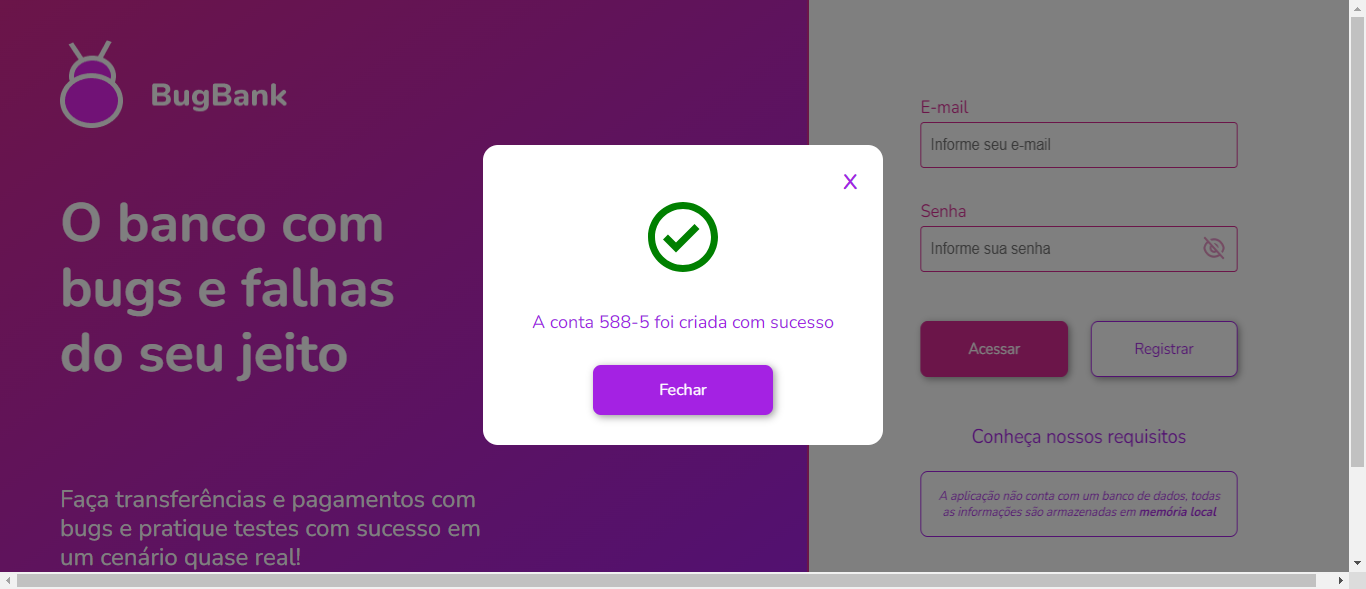 BugBank
O banco com
bugs e falhas
do seu jeito
Faça transferências e pagamentos com
bugs e pratique testes com sucesso em
um cenário quase real!
X
A conta 588-5 foi criada com sucesso
Fechar
E-mail
Informe seu e-mail
Senha
Informe sua senha
Acessar
Registrar
Conheça nossos requisitos
A aplicação não conta com um banco de dados, todas
as informações são armazenadas em memória local